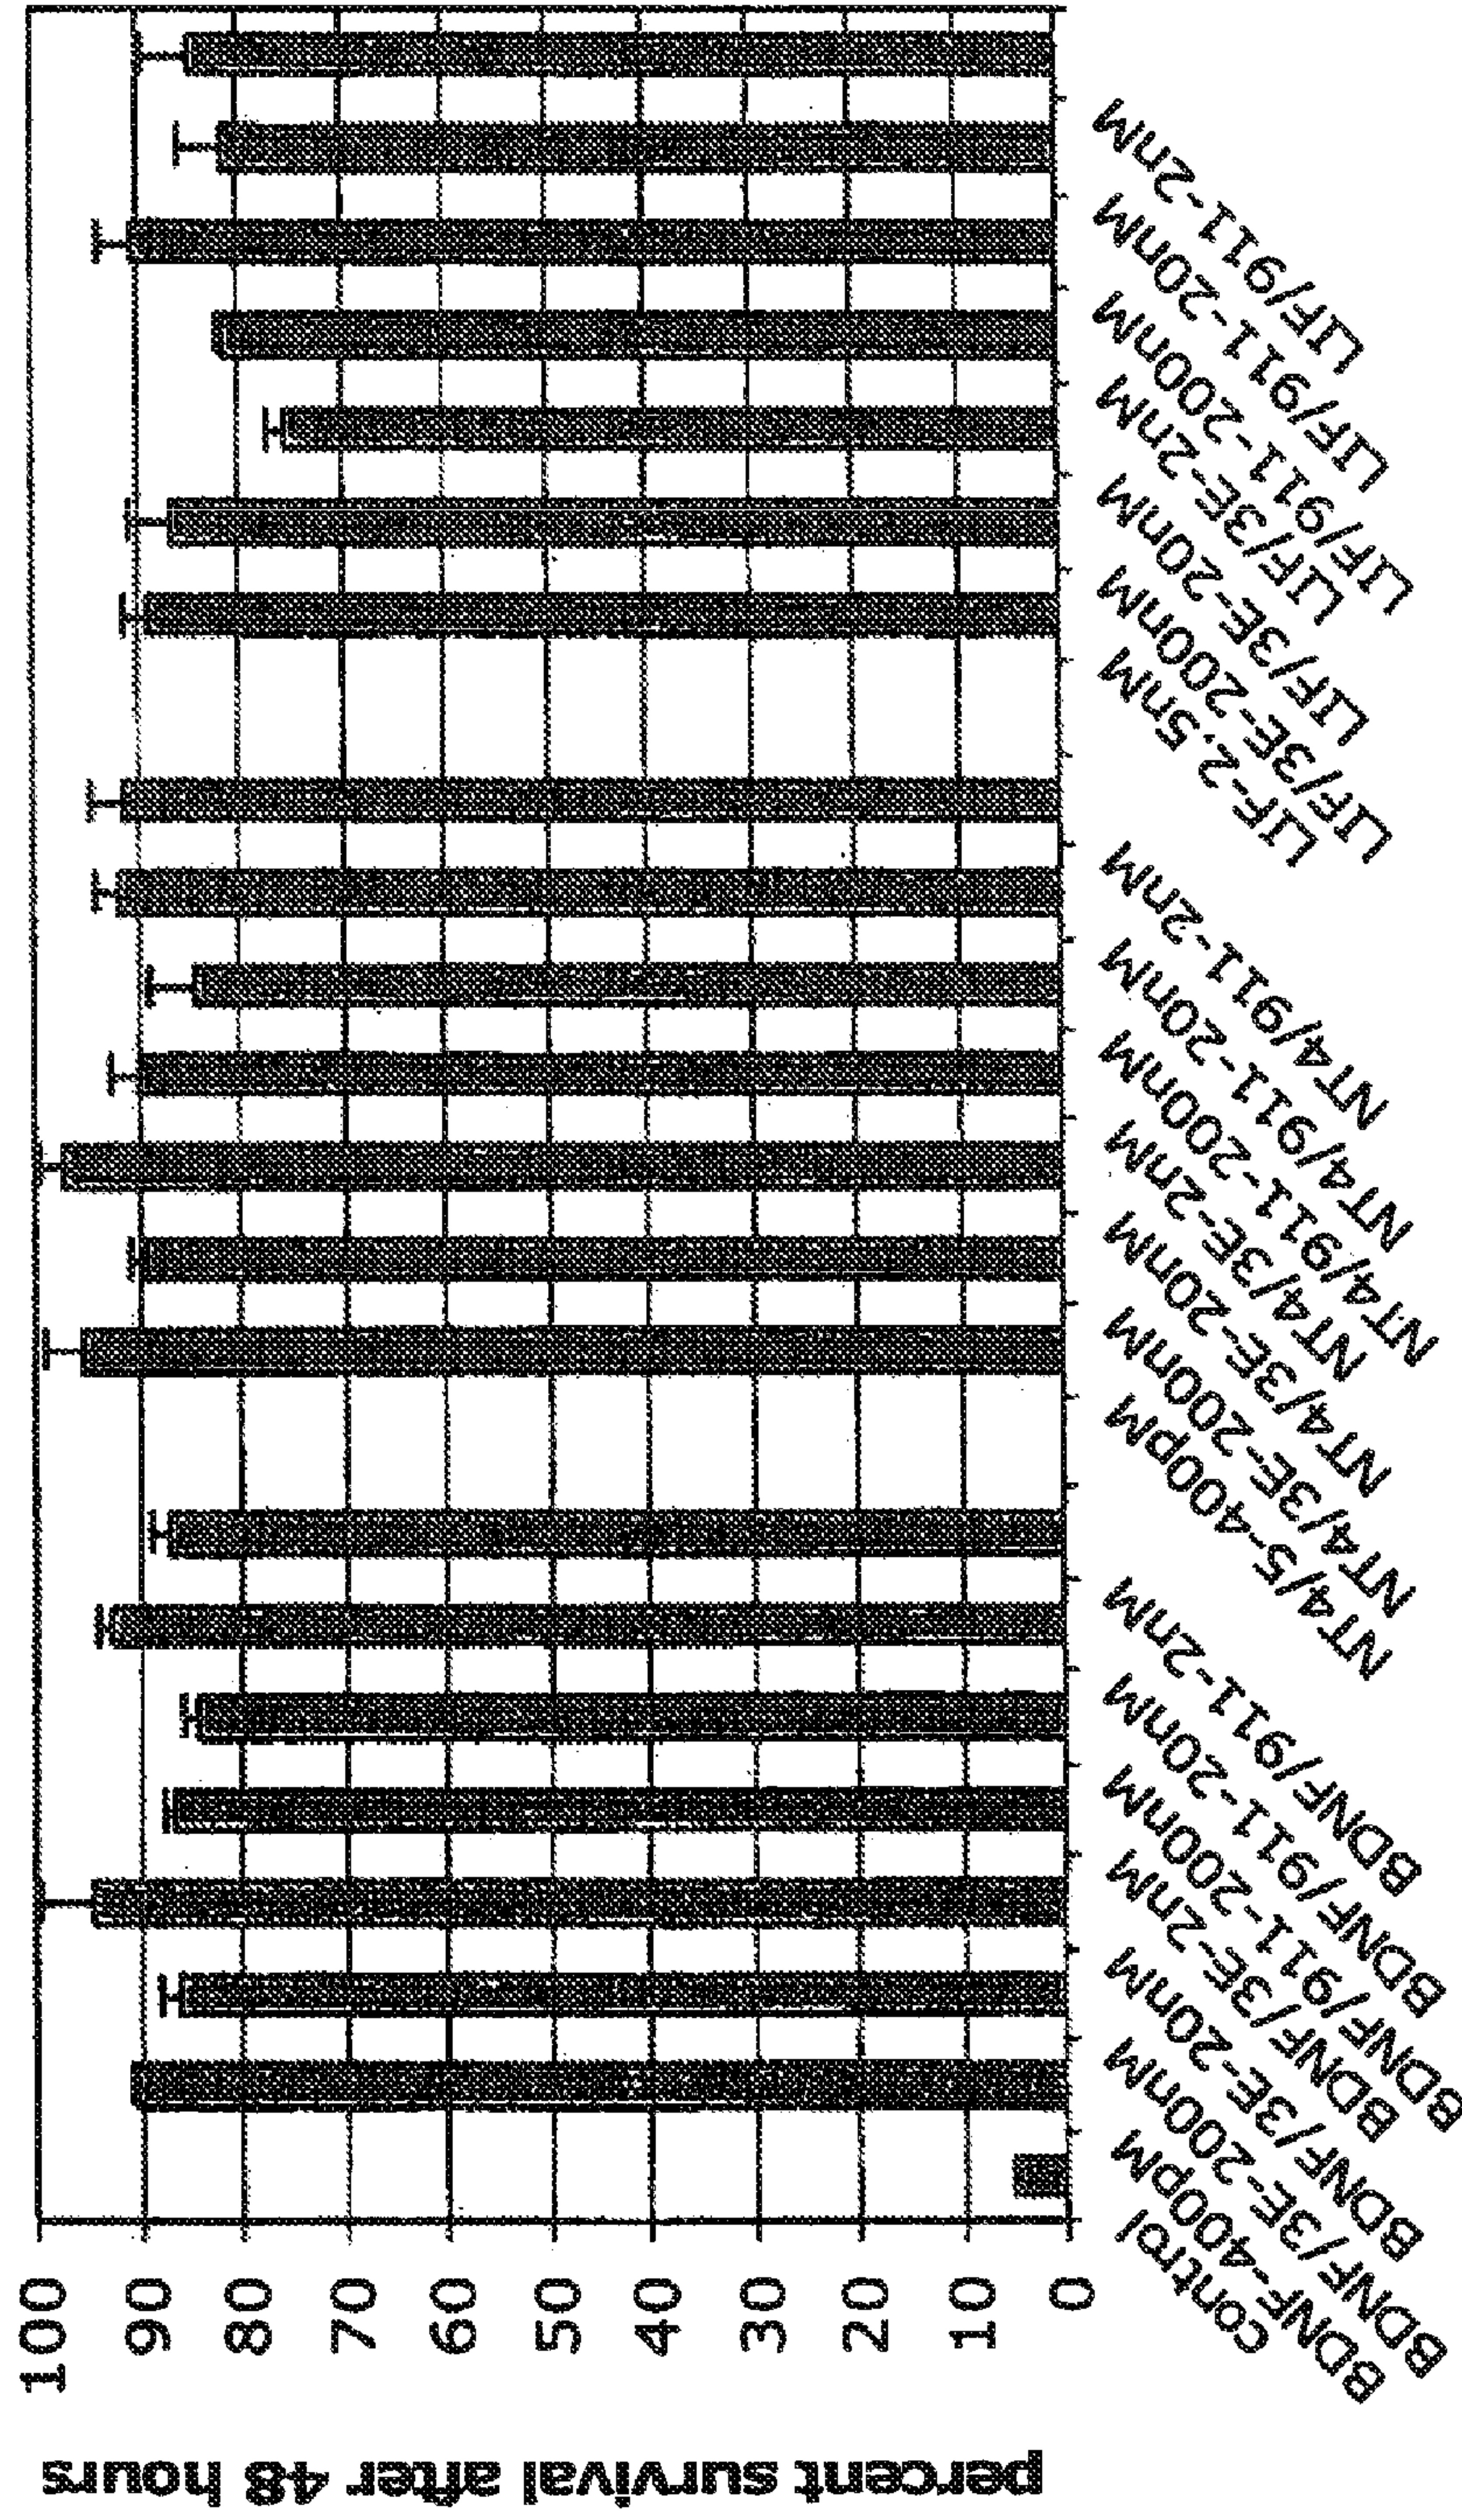 percent survival after 48 hours
100
90
80
70
60
50
40
30
20
10
0
control
BDNF-400pM
BDNF/3E-200nM
BDNF/3E-20nM
BDNF/3E-2nM
BDNF/911-200nM
BDNF/911-20nM
BDNF/911-2nM
NT4/5-400pM
NT4/3E-200nM
NT4/3E-20nM
NT4/3E-2nM
NT4/911-200nM
NT4/911-20nM
NT4/911-2nM
LIF-2.5nM
LIF/3E-200nM
LIF/3E-20nM
LIF/3E-2nM
LIF/911-200nM
LIF/911-20nM
LIF/911-2nM